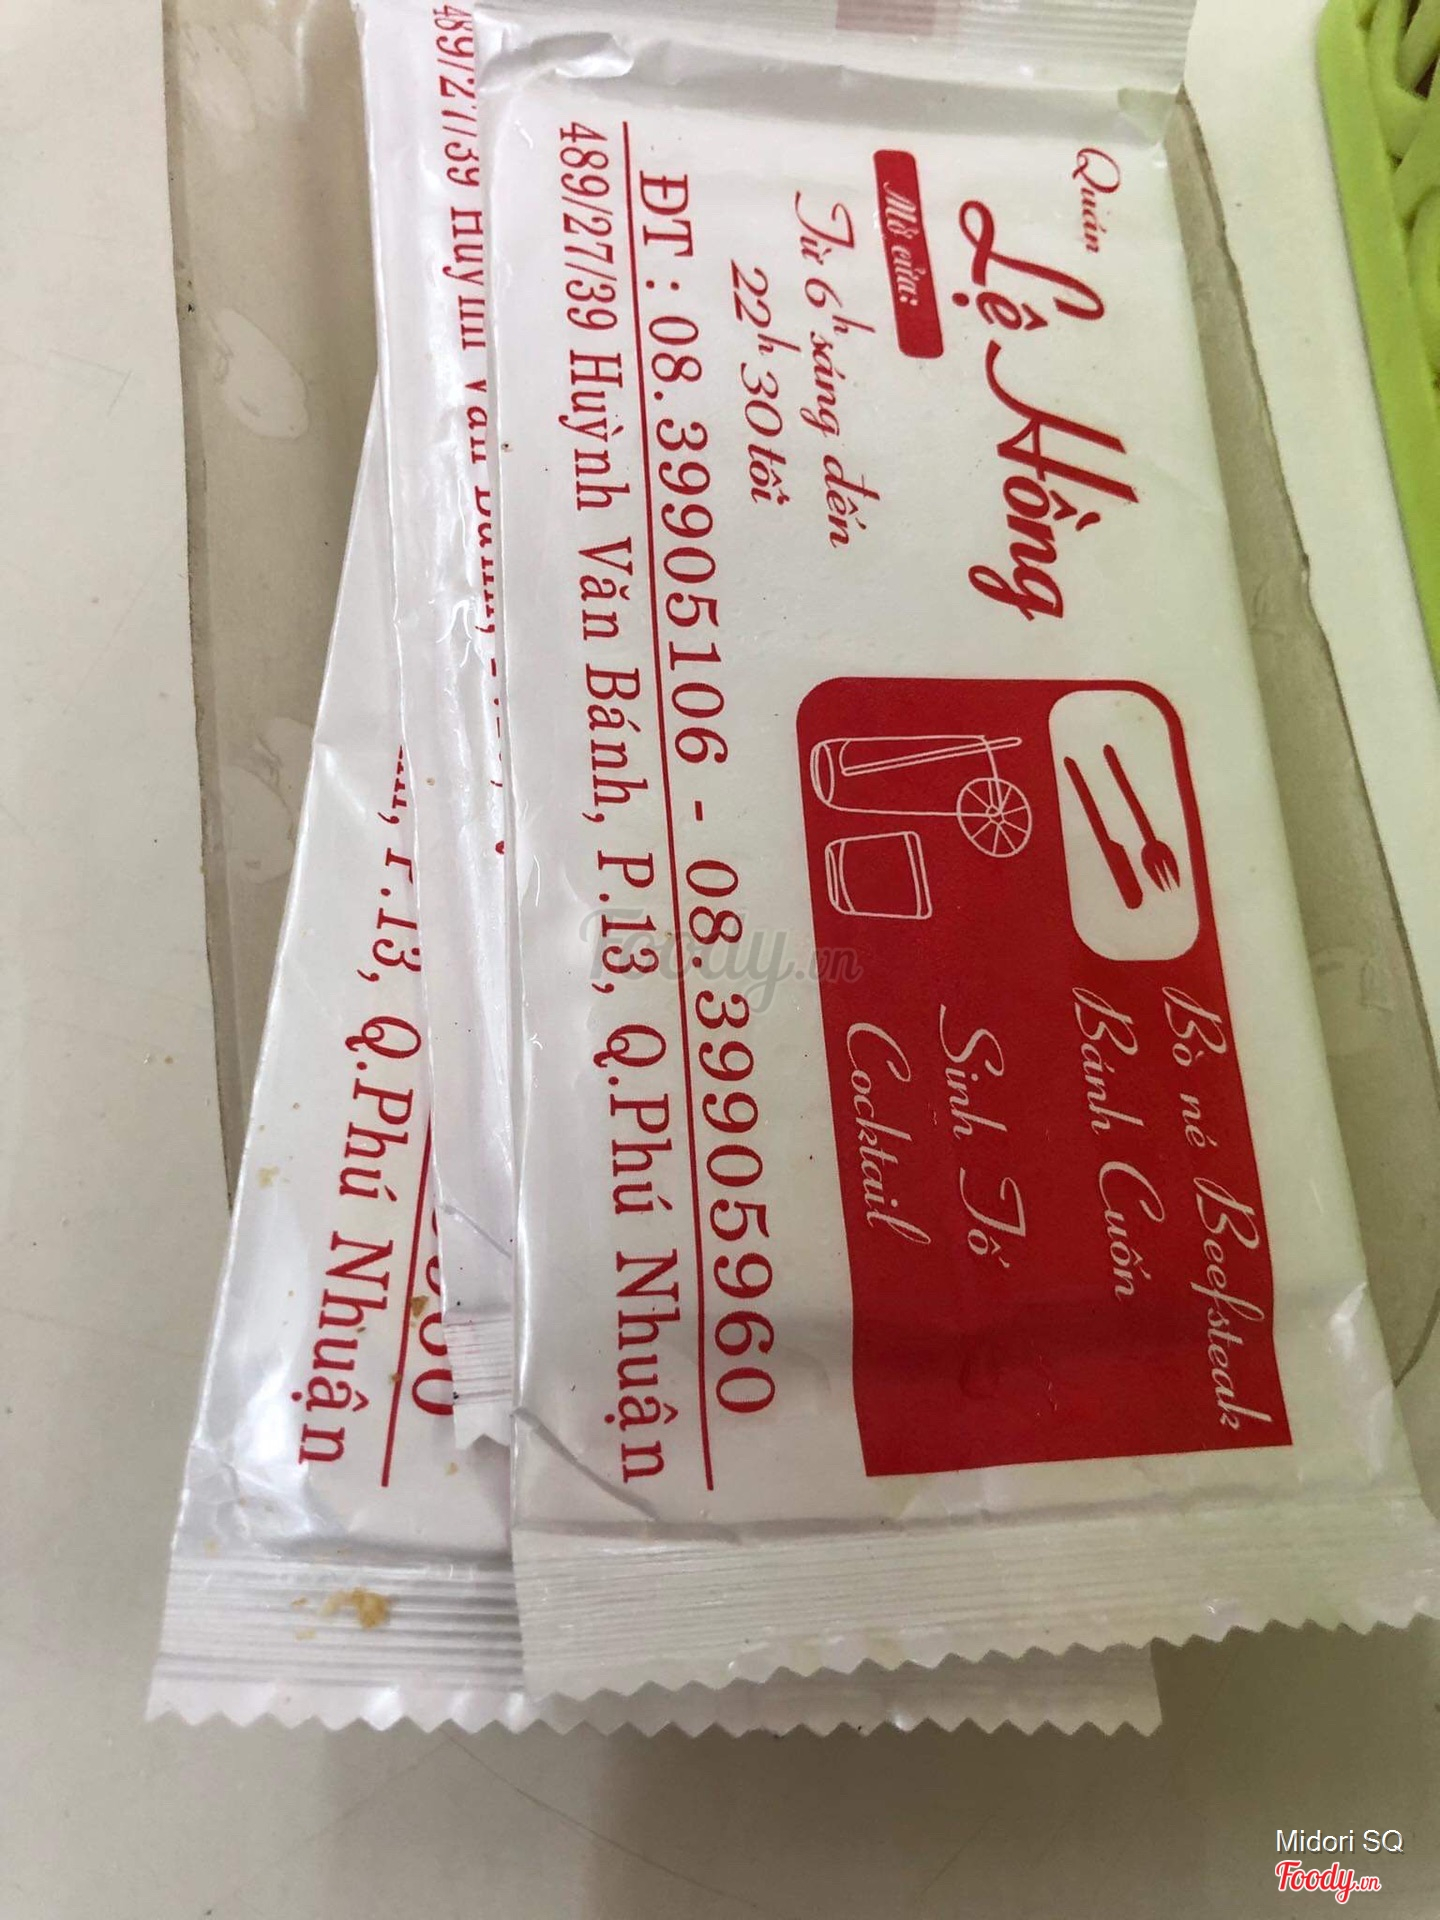 Quán
Lệ Hồng
Mở cửa:
Từ 6h sáng đến
22h30 tối
Bò né Beefsteak
Bánh Cuốn
Sinh Tố
Cocktail
ĐT : 08.39905106 - 08.39905960
489/27/39 Huỳnh Văn Bánh, P.13, Q.Phú Nhuận
489/27/39
P.13, Q.Phú Nhuận
Foody.vn
Midori SQ
Foody.vn